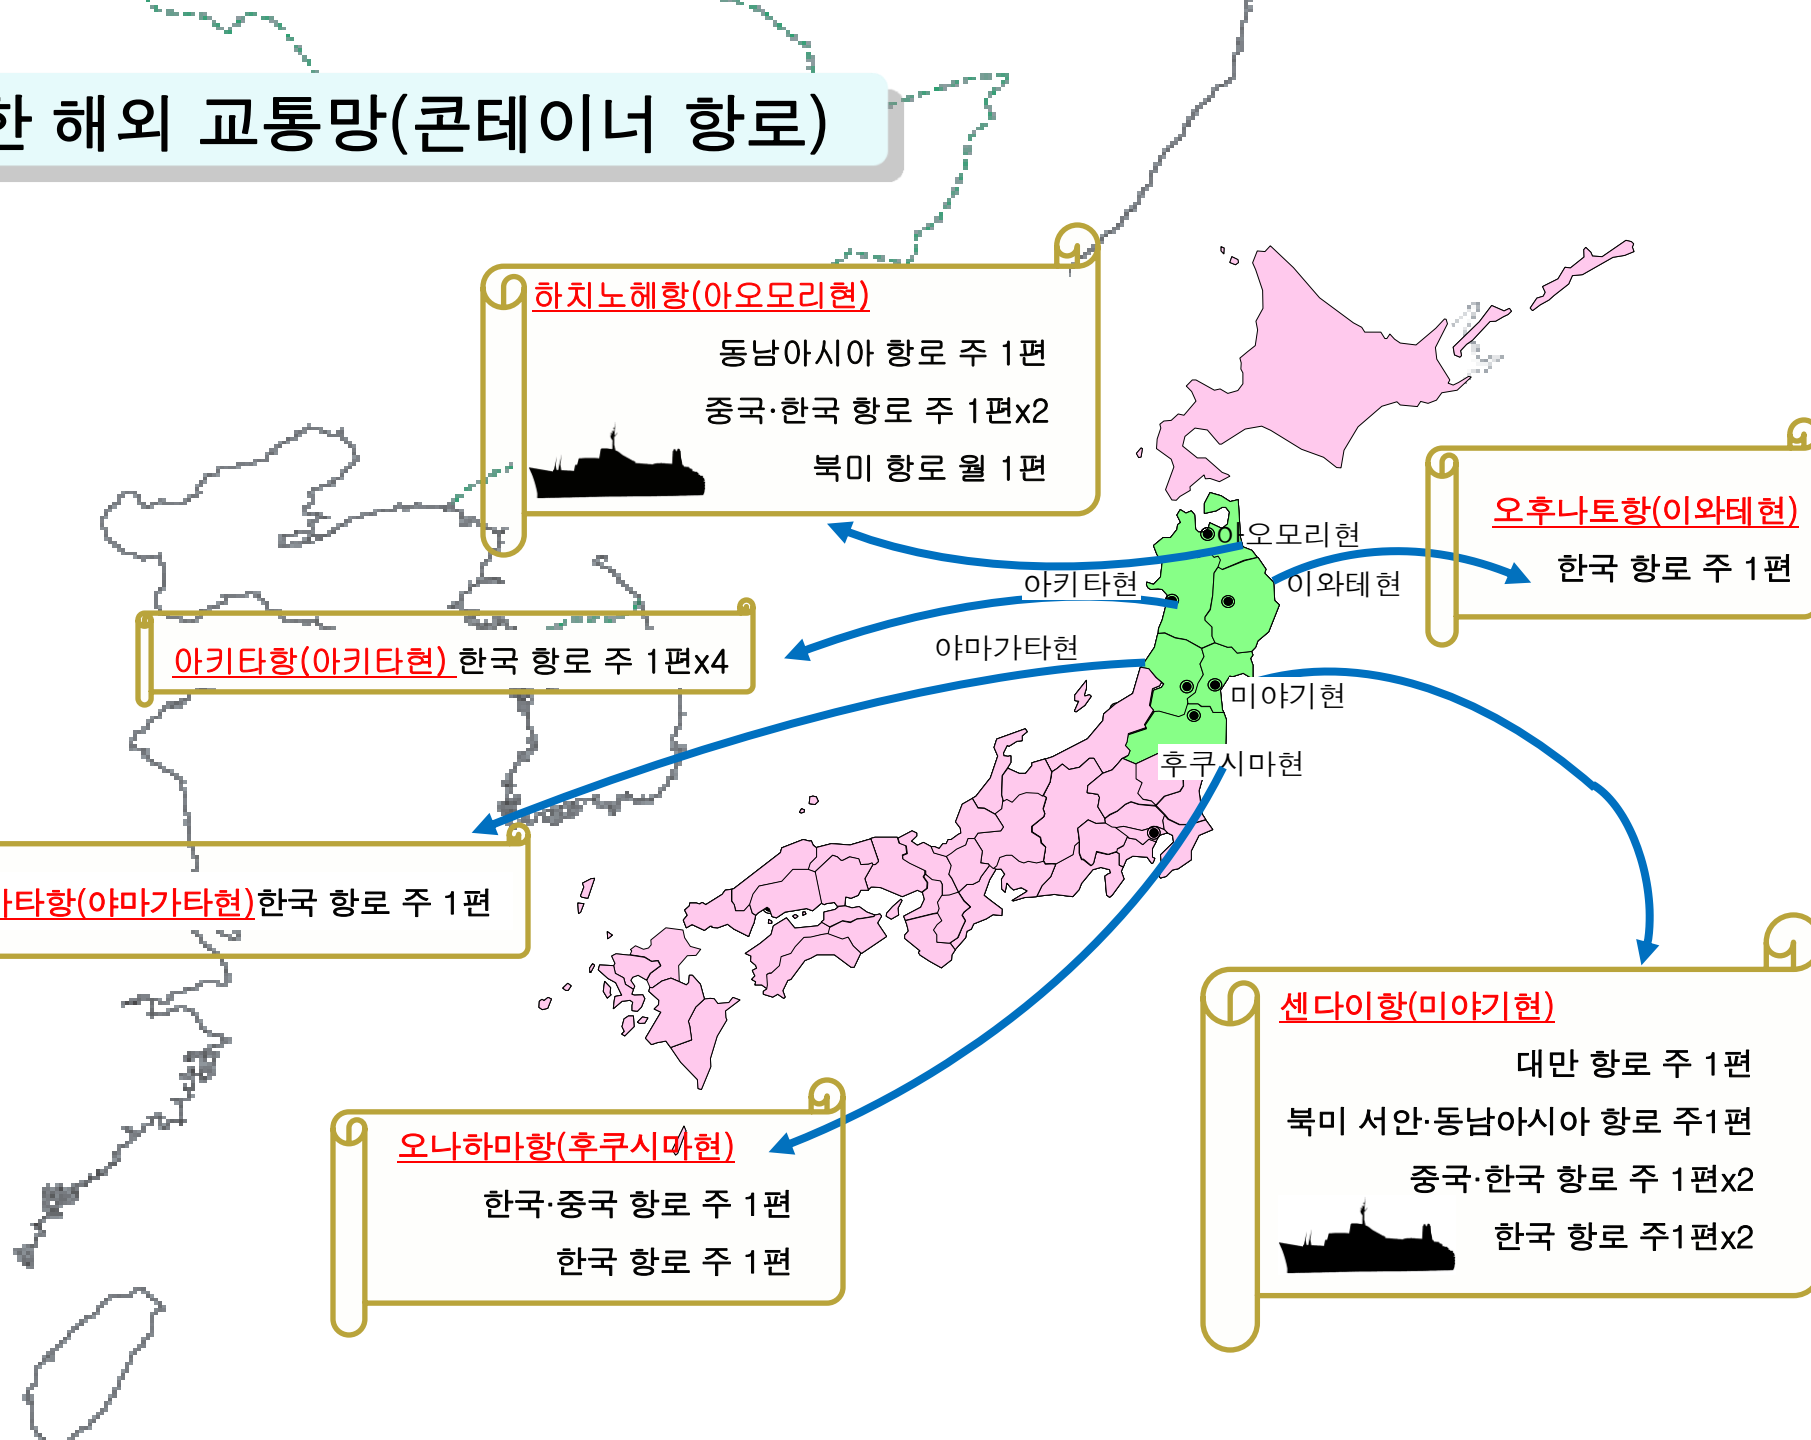 한 해외 교통망(콘테이너 항로)
하치노헤항(아오모리현)
동남아시아 항로 주 1편
중국·한국 항로 주 1편x2
북미 항로 월 1편
오후나토항(이와테현)
한국 항로 주 1편
아오모리현
아키타현
이와테현
아키타항(아키타현) 한국 항로 주 1편x4
야마가타현
미야기현
후쿠시마현
타항(야마가타현)한국 항로 주 1편
센다이항(미야기현)
대만 항로 주 1편
북미 서안·동남아시아 항로 주1편
중국·한국 항로 주 1편x2
한국 항로 주1편x2
오나하마항(후쿠시마현)
한국·중국 항로 주 1편
한국 항로 주 1편